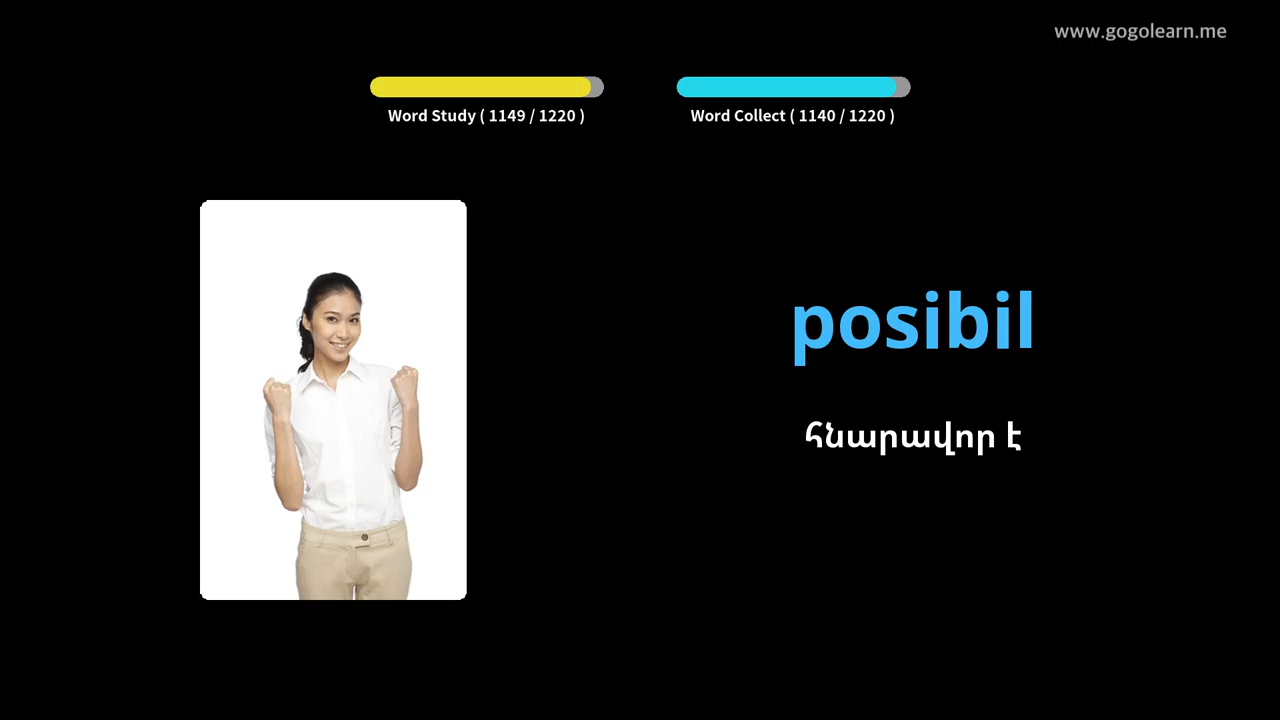 www.gogolearn.me
Word Study ( 1149 / 1220 )
Word Collect ( 1140 / 1220 )
posibil
հնարավոր է